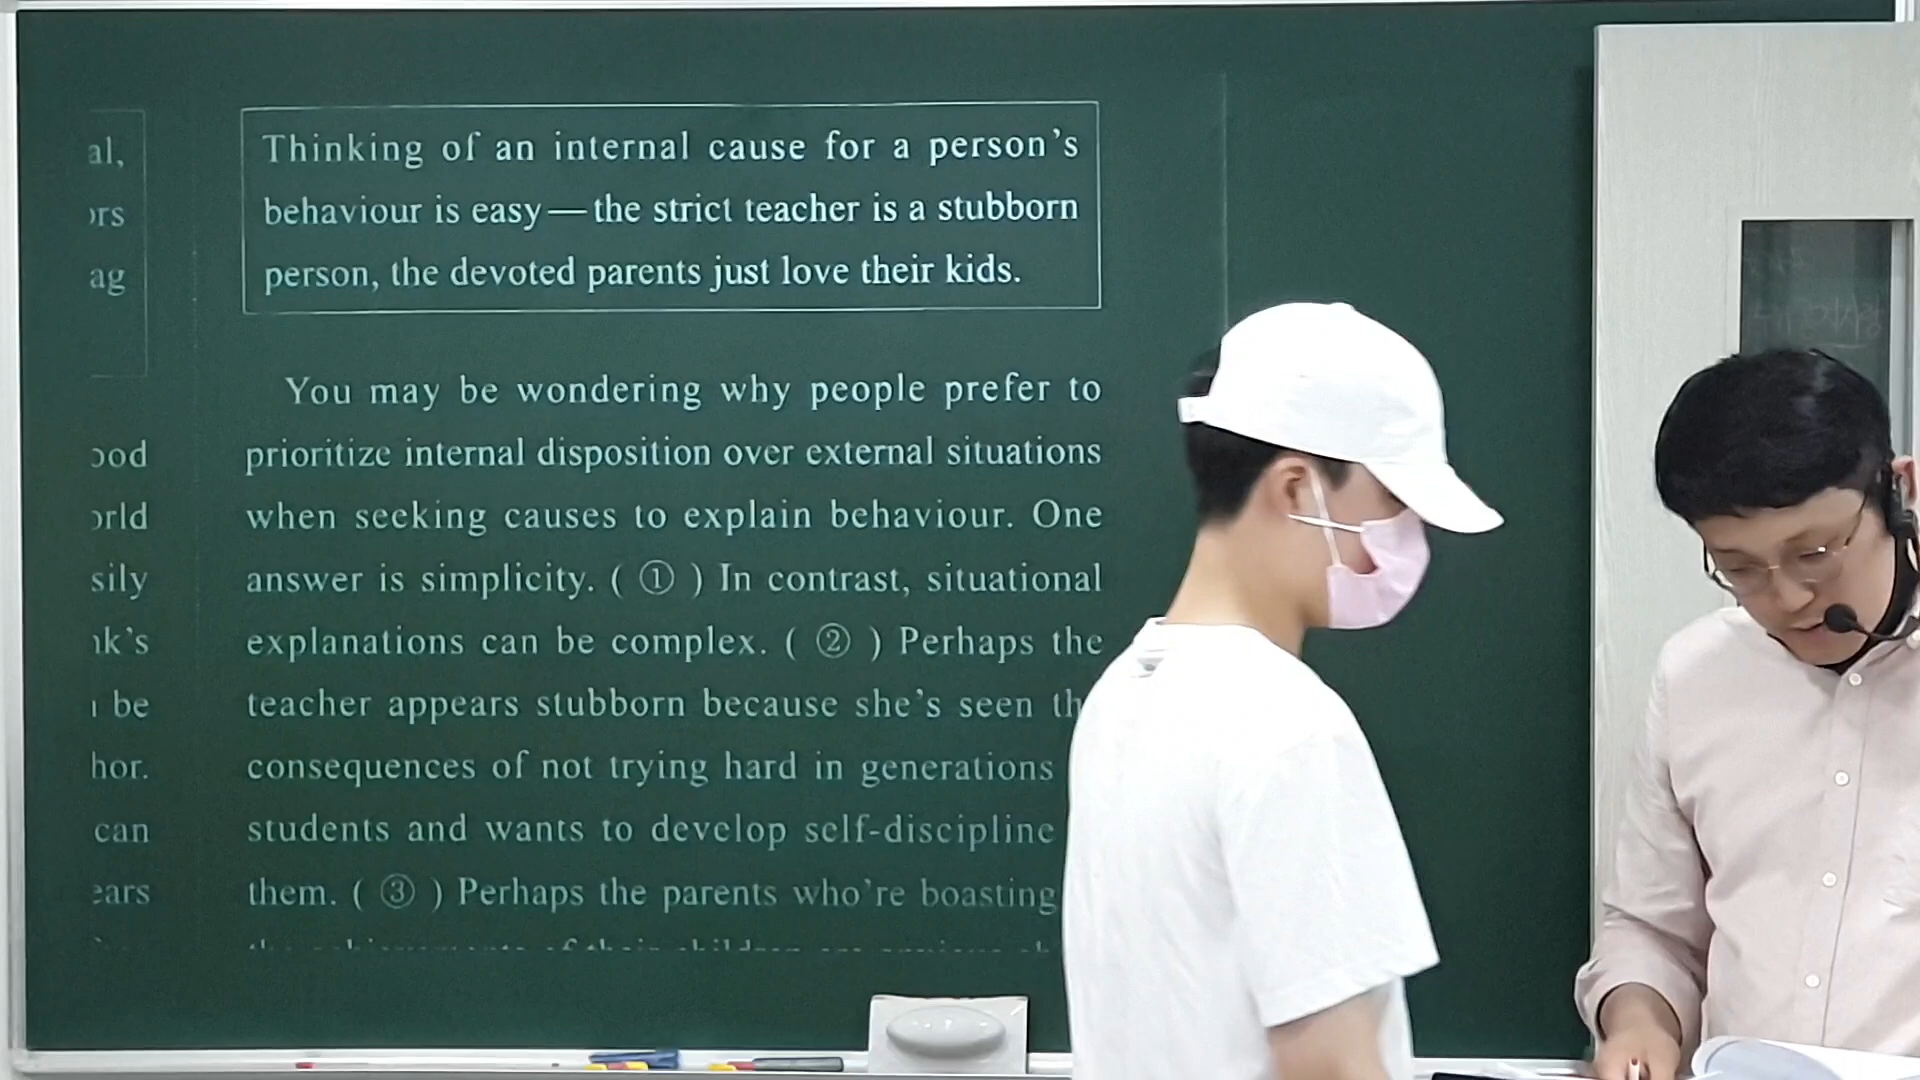 al,
ag
Thinking of an internal cause for a person's
behaviour is easy—the strict teacher is a stubborn
person, the devoted parents just love their kids.
sily
be
hor.
can
You may be wondering why people prefer to
prioritize internal disposition over external situations
when seeking causes to explain behaviour. One
answer is simplicity. ( ① ) In contrast, situational
explanations can be complex. ( ② ) Perhaps the
teacher appears stubborn because she's seen
consequences of not trying hard in generations
students and wants to develop self-discipline
them. ( ③ ) Perhaps the parents who're boasting